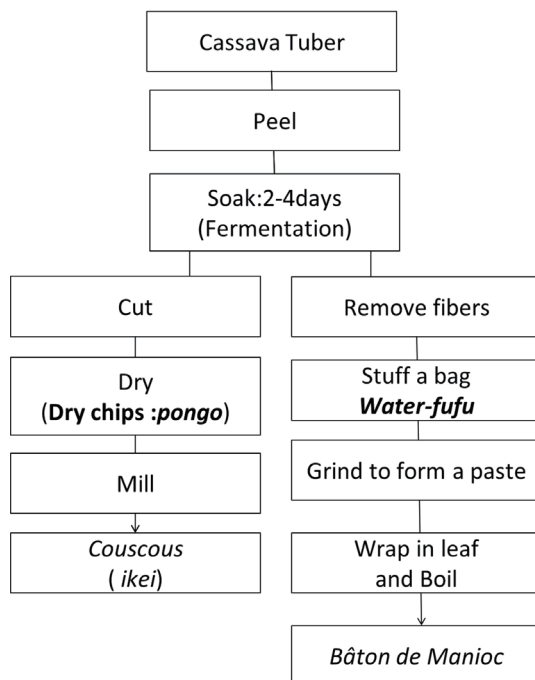 Cassava Tuber
Peel
Soak:2-4days
(Fermentation)
Cut
Dry
(Dry chips :pongo)
Mill
Couscous
( ikei)
Remove fibers
Stuff a bag
Water-fufu
Grind to form a paste
Wrap in leaf
and Boil
Bâton de Manioc